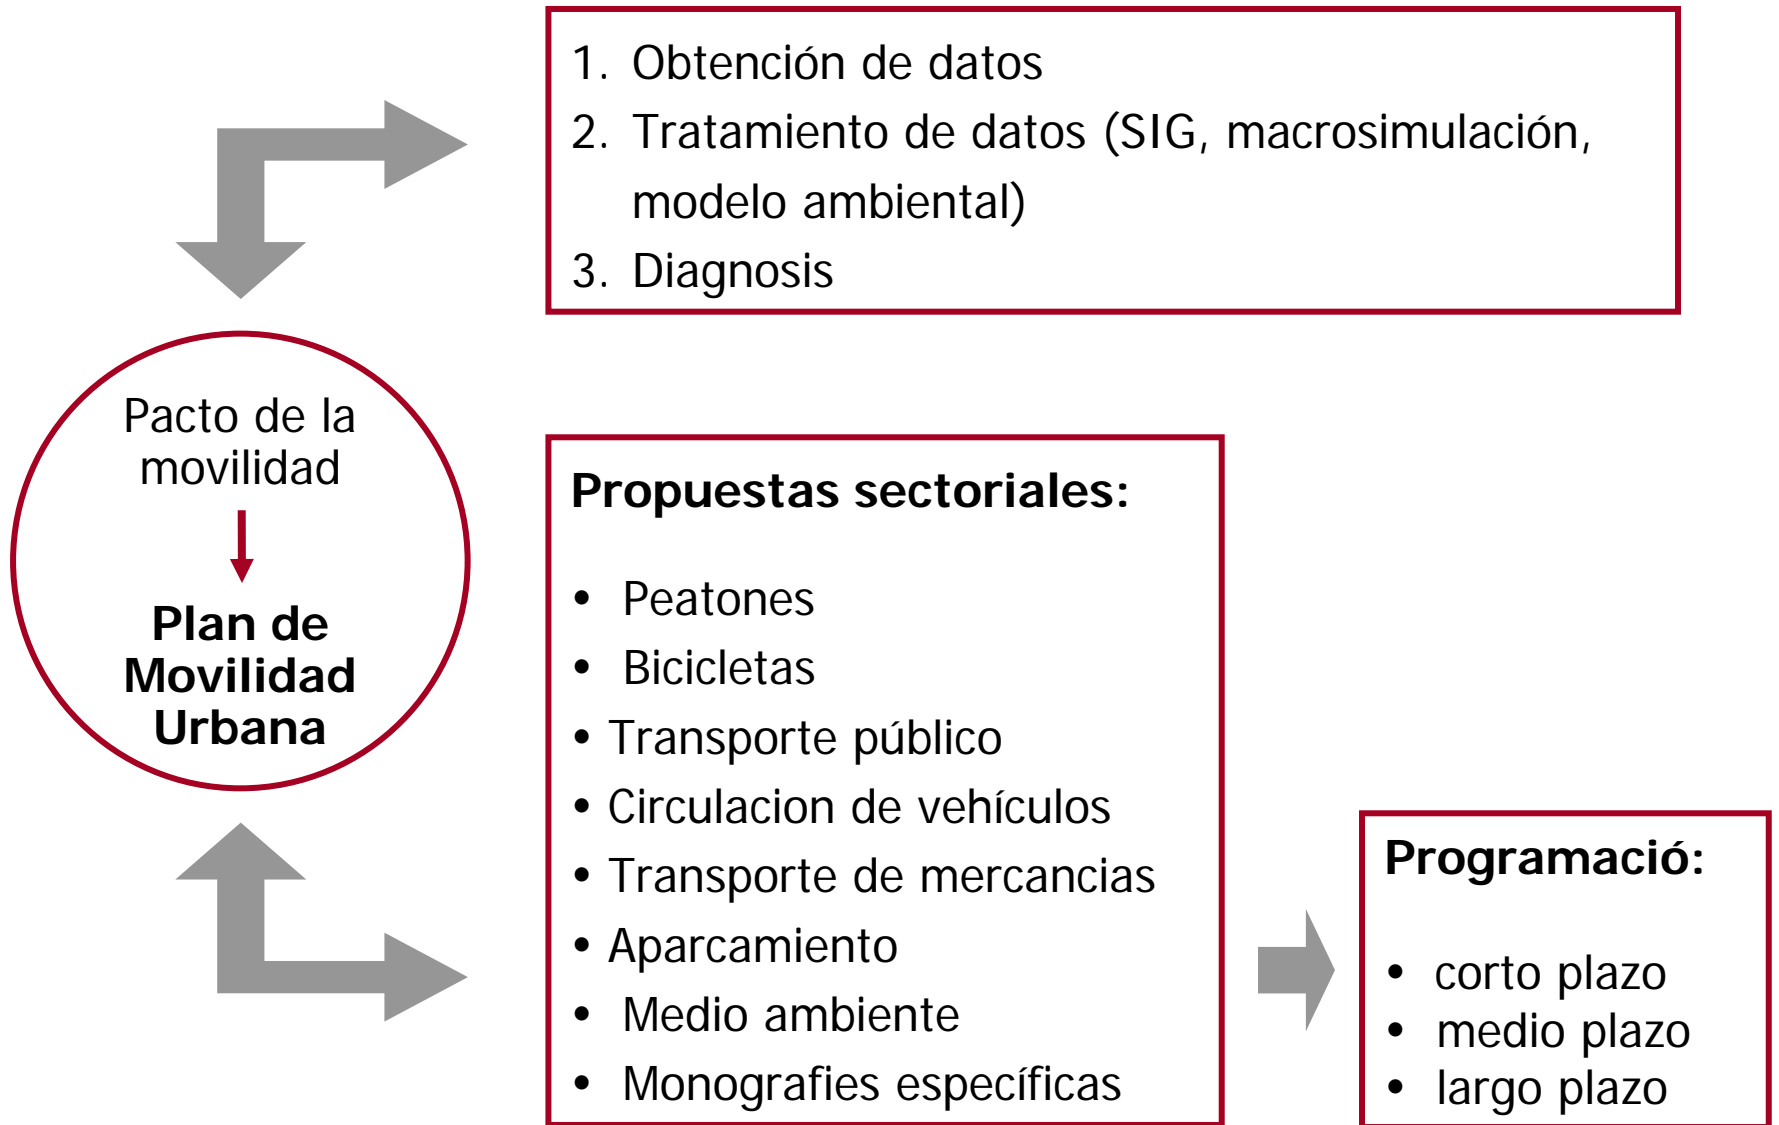 1. Obtención de datos
2. Tratamiento de datos (SIG, macrosimulación,
modelo ambiental)
3. Diagnosis
Pacto de la
movilidad
Plan de
Movilidad
Urbana
Propuestas sectoriales:
• Peatones
• Bicicletas
• Transporte público
• Circulacion de vehículos
• Transporte de mercancias
• Aparcamiento
• Medio ambiente
• Monografies específicas
Programació:
• corto plazo
• medio plazo
• largo plazo